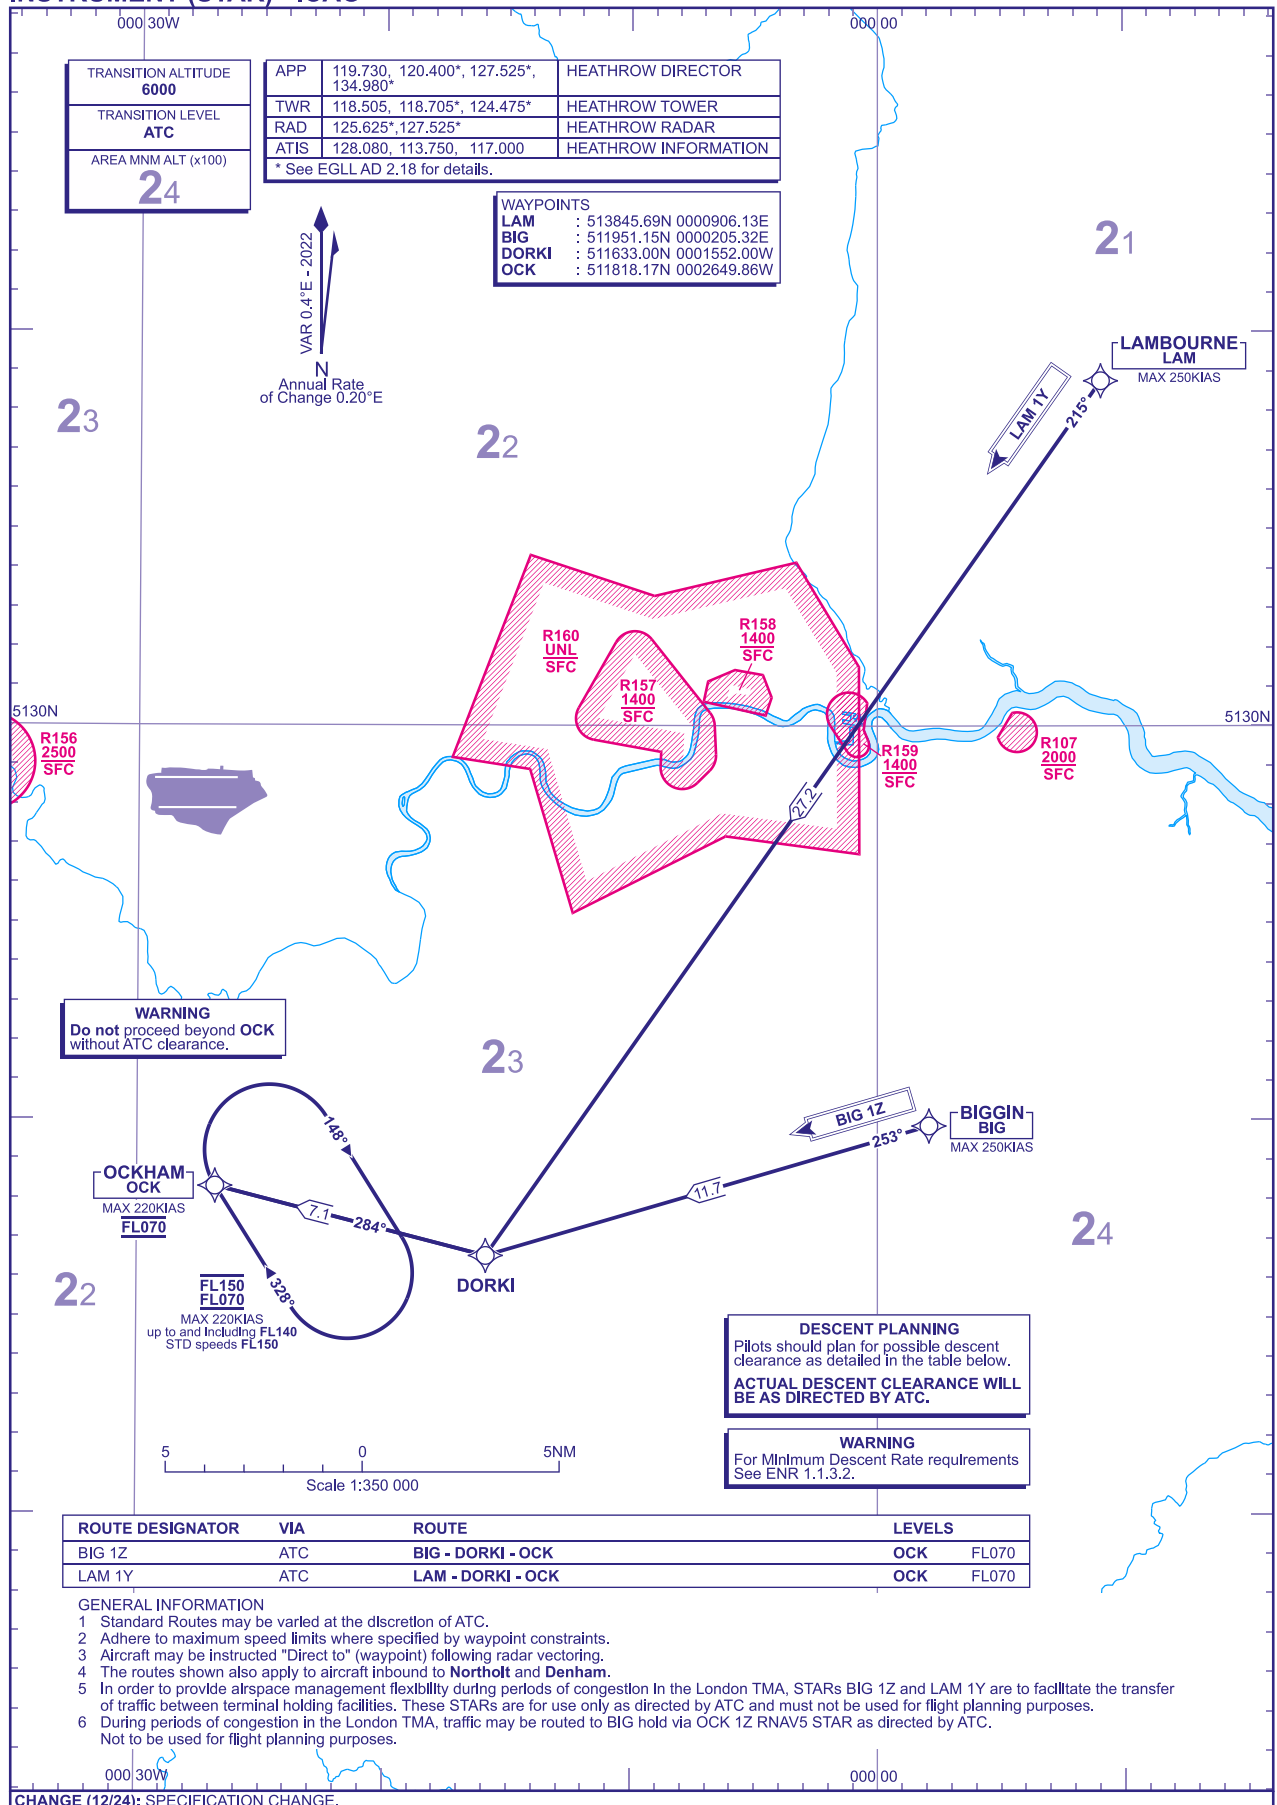 000 30W
000 00
TRANSITION ALTITUDE
6000
TRANSITION LEVEL
ATC
AREA MNM ALT (x100)
24
APP 119.730, 120.400*, 127.525*, 134.980* HEATHROW DIRECTOR
TWR 118.505, 118.705*, 124.475* HEATHROW TOWER
RAD 125.625*,127.525* HEATHROW RADAR
ATIS 128.080, 113.750, 117.000 HEATHROW INFORMATION
* See EGLL AD 2.18 for details.
WAYPOINTS
LAM : 513845.69N 0000906.13E
BIG : 511951.15N 0000205.32E
DORKI : 511633.00N 0001552.00W
OCK : 511818.17N 0002649.86W
VAR 0.4°E - 2022
N
Annual Rate
of Change 0.20°E
21
LAMBOURNE
LAM
MAX 250KIAS
LAM 1Y
215°
23
22
R160
UNL
SFC
R158
1400
SFC
R157
1400
SFC
5130N
5130N
R156
2500
SFC
R159
1400
SFC
R107
2000
SFC
27.2
WARNING
Do not proceed beyond OCK
without ATC clearance.
23
148°
BIG 1Z
253°
BIGGIN
BIG
MAX 250KIAS
OCKHAM
OCK
MAX 220KIAS
FL070
7.1
284°
11.7
24
DORKI
22
328°
FL150
FL070
MAX 220KIAS
up to and including FL140
STD speeds FL150
DESCENT PLANNING
Pilots should plan for possible descent
clearance as detailed in the table below.
ACTUAL DESCENT CLEARANCE WILL
BE AS DIRECTED BY ATC.
WARNING
For Minimum Descent Rate requirements
See ENR 1.1.3.2.
5 0 5NM
Scale 1:350 000
ROUTE DESIGNATOR VIA ROUTE LEVELS
BIG 1Z ATC BIG - DORKI - OCK OCK FL070
LAM 1Y ATC LAM - DORKI - OCK OCK FL070
GENERAL INFORMATION
1 Standard Routes may be varied at the discretion of ATC.
2 Adhere to maximum speed limits where specified by waypoint constraints.
3 Aircraft may be instructed "Direct to" (waypoint) following radar vectoring.
4 The routes shown also apply to aircraft inbound to Northolt and Denham.
5 In order to provide airspace management flexibility during periods of congestion in the London TMA, STARs BIG 1Z and LAM 1Y are to facilitate the transfer
of traffic between terminal holding facilities. These STARs are for use only as directed by ATC and must not be used for flight planning purposes.
6 During periods of congestion in the London TMA, traffic may be routed to BIG hold via OCK 1Z RNAV5 STAR as directed by ATC.
Not to be used for flight planning purposes.
000 30W
000 00
CHANGE (12/24): SPECIFICATION CHANGE.